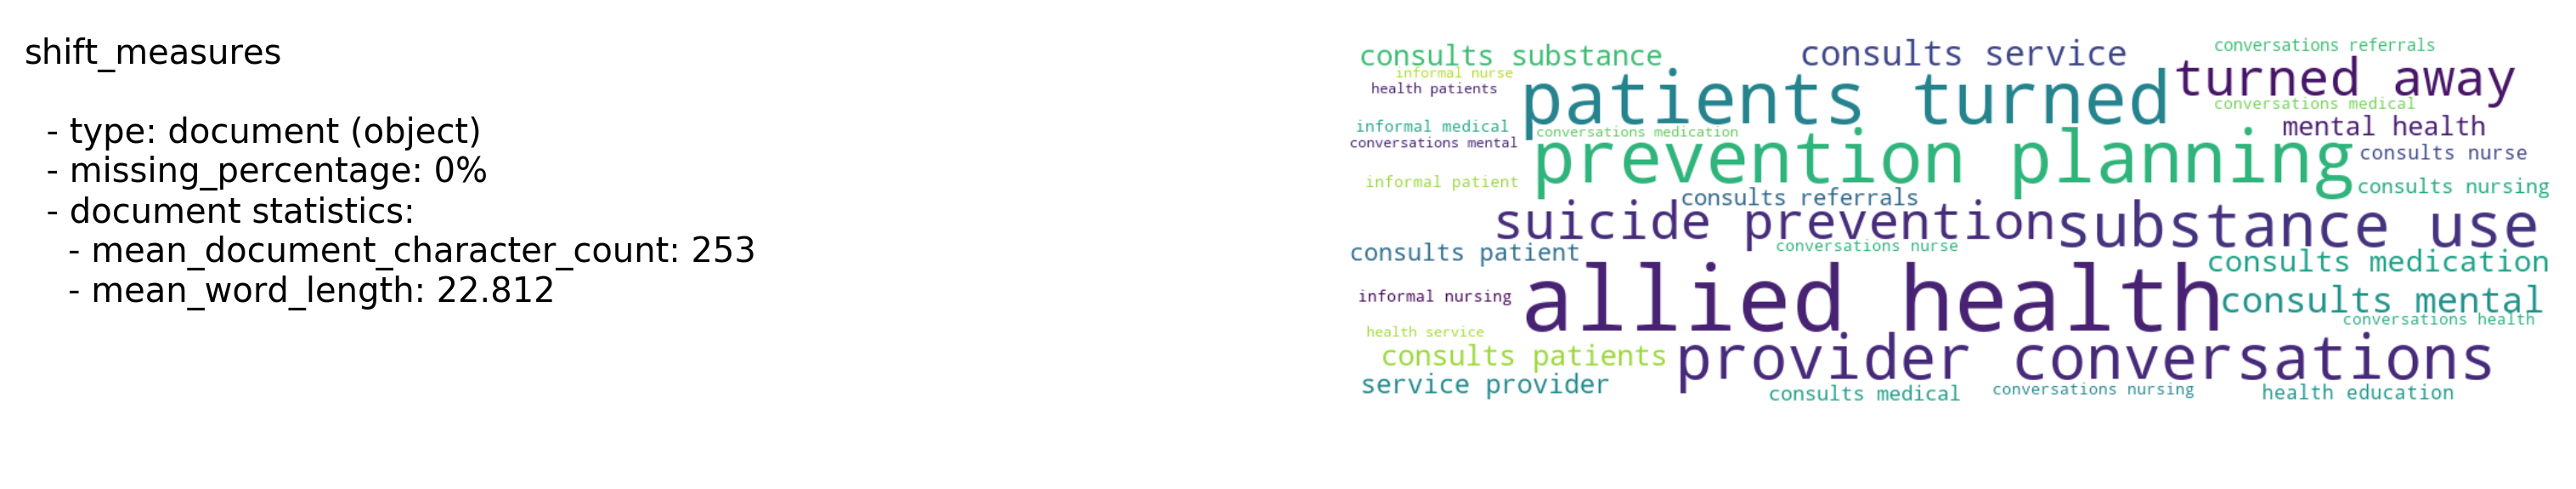 shift_measures
- type: document (object)
- missing_percentage: 0%
- document statistics:
- mean_document_character_count: 253
- mean_word_length: 22.812
conversations referrals
consults substance
consults service
informal nurse
turned away
health patients
patients turned
conversations medical
informal medical
mental health
conversations medication
conversations mental
prevention planning
consults nurse
informal patient
consults nursing
consults referrals
suicide prevention
substance use
conversations nurse
consults patient
consults medication
informal nursing
allied health
consults mental
conversations health
health service
consults patients
provider conversations
service provider
consults medical
conversations nursing
health education